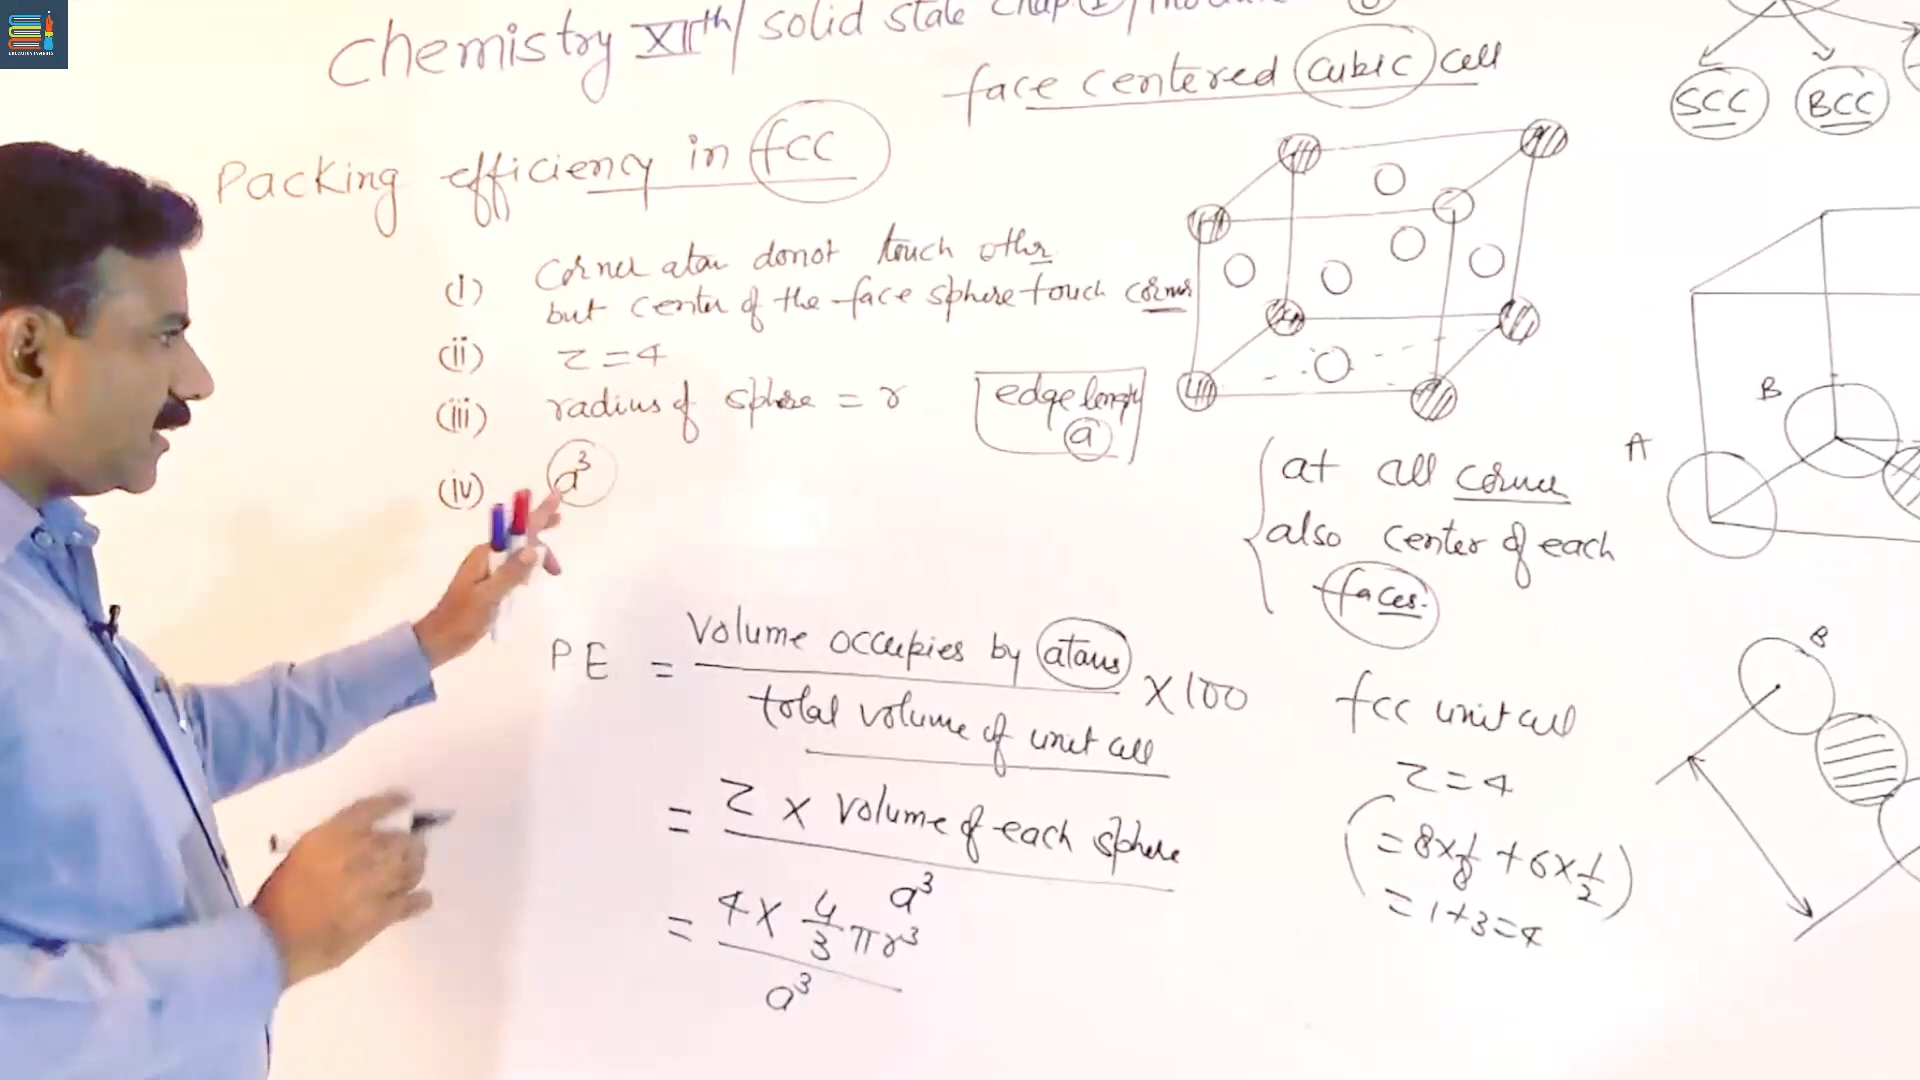 Chemistry XIIth / solid state Chap 1 /
face centered cubic cell
SCC BCC
Packing efficiency in fcc
(i) Corner atom donot touch other
but center of the face sphere touch corner
(ii) Z = 4
(iii) radius of sphere = r
edge length
a
(iv) a³
at all corner
also center of each
faces.
PE = volume occupies by atoms / total volume of unit cell × 100
= Z × volume of each sphere / a³
= 4 × 4/3 πr³ / a³
fcc unit cell
Z = 4
= 8 × 1/8 + 6 × 1/2
= 1 + 3 = 4
B
A
B
EDUCATION EXPERTS